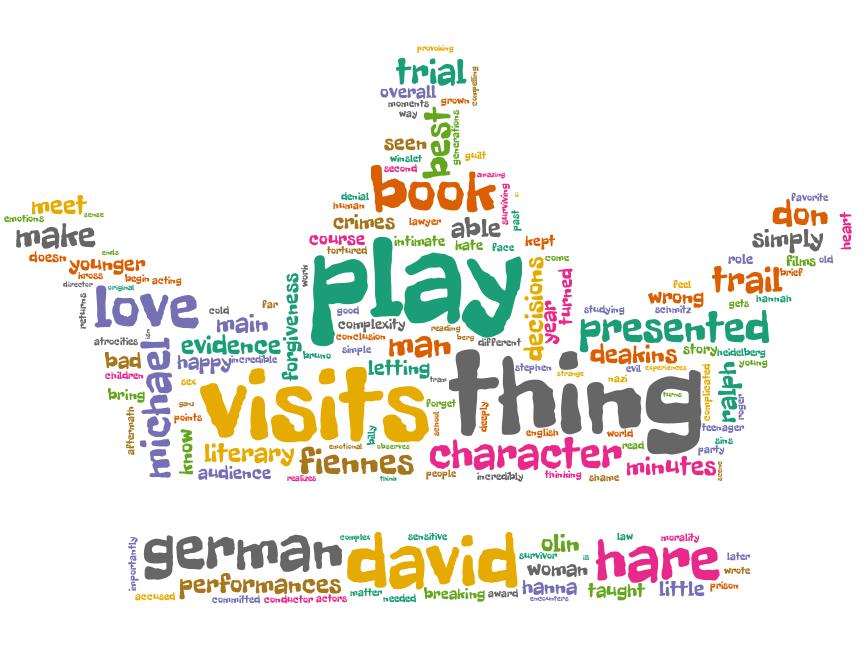 provoking
trial
compelling
overall
moments
grown
way
best
generations
seen
winslet
guilt
second
amazing
book
surviving
denial
human
crimes
lawyer
able
past
course
intimate
kate
face
kept
tortured
play
work
come
decisions
year
turned
meet
sense
emotions
make
doesn
ends
younger
kross
begin
acting
director
original
returns
love
cold
far
main
forgiveness
good
complexity
reading
berg
different
conclusion
simple
man
atrocities
evidence
bad
happy
incredible
bruno
children
michael
sex
letting
bring
visits
thing
points
forget
aftermath
know
billy
school
deeply
literary
emotional
observes
fiennes
character
audience
realizes
think
people
incredibly
thinking
shame
english
world
read
minutes
scene
favorite
don
heart
simply
role
films
old
trail
brief
feel
wrong
gets
hannah
studying
schmitz
presented
deakins
story
heidelberg
young
stephen
strange
evil
experiences
nazi
turns
complicated
ralph
roger
teenager
sins
party
importantly
german
complex
sensitive
david
survivor
olin
law
morality
woman
hare
later
wrote
performances
accused
committed
conductor
actors
matter
needed
breaking
award
hanna
encounters
taught
little
prison